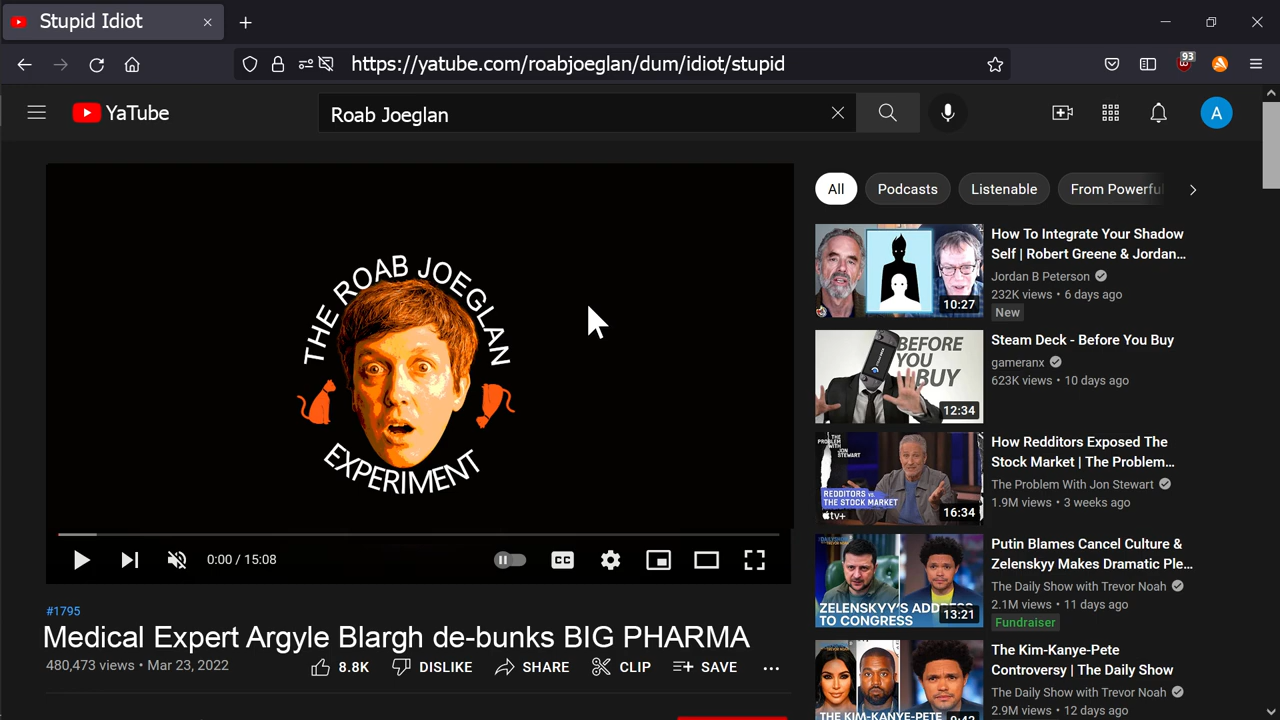 Stupid Idiot
https://yatube.com/roabjoeglan/dum/idiot/stupid
93
YaTube
Roab Joeglan
A
THE ROAB JOEGLAN
EXPERIMENT
0:00 / 15:08
CC
#1795
Medical Expert Argyle Blargh de-bunks BIG PHARMA
480,473 views • Mar 23, 2022
8.8K
DISLIKE
SHARE
CLIP
SAVE
All
Podcasts
Listenable
From Powerful
10:27
How To Integrate Your Shadow
Self | Robert Greene & Jordan...
Jordan B Peterson
232K views • 6 days ago
New
BEFORE
YOU
BUY
12:34
Steam Deck - Before You Buy
gameranx
623K views • 10 days ago
THE
PROBLEM
WITH
JON
STEWART
REDDITORS vs.
THE STOCK MARKET
tv+
16:34
How Redditors Exposed The
Stock Market | The Problem...
The Problem With Jon Stewart
1.9M views • 3 weeks ago
ZELENSKYY'S ADDRESS
TO CONGRESS
13:21
Putin Blames Cancel Culture &
Zelenskyy Makes Dramatic Ple...
The Daily Show with Trevor Noah
2.1M views • 11 days ago
Fundraiser
THE KIM-KANYE-PETE
9:42
The Kim-Kanye-Pete
Controversy | The Daily Show
The Daily Show with Trevor Noah
2.9M views • 12 days ago